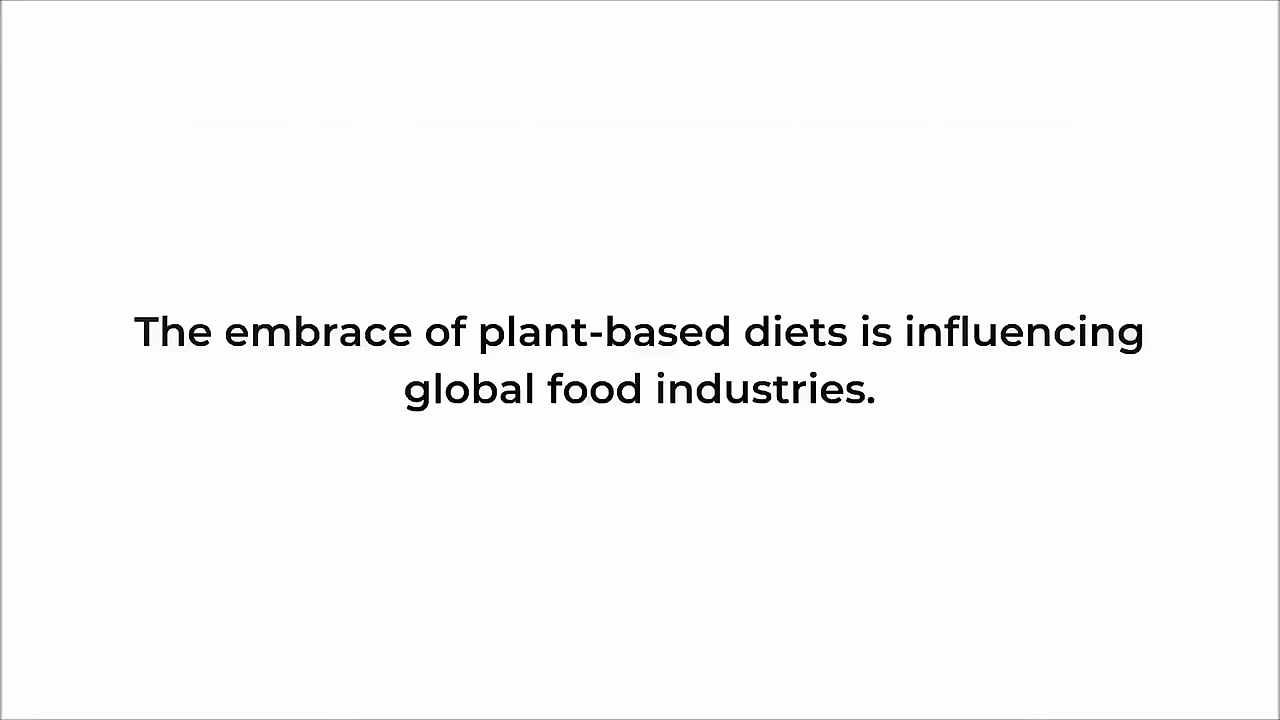 The embrace of plant-based diets is influencing
global food industries.